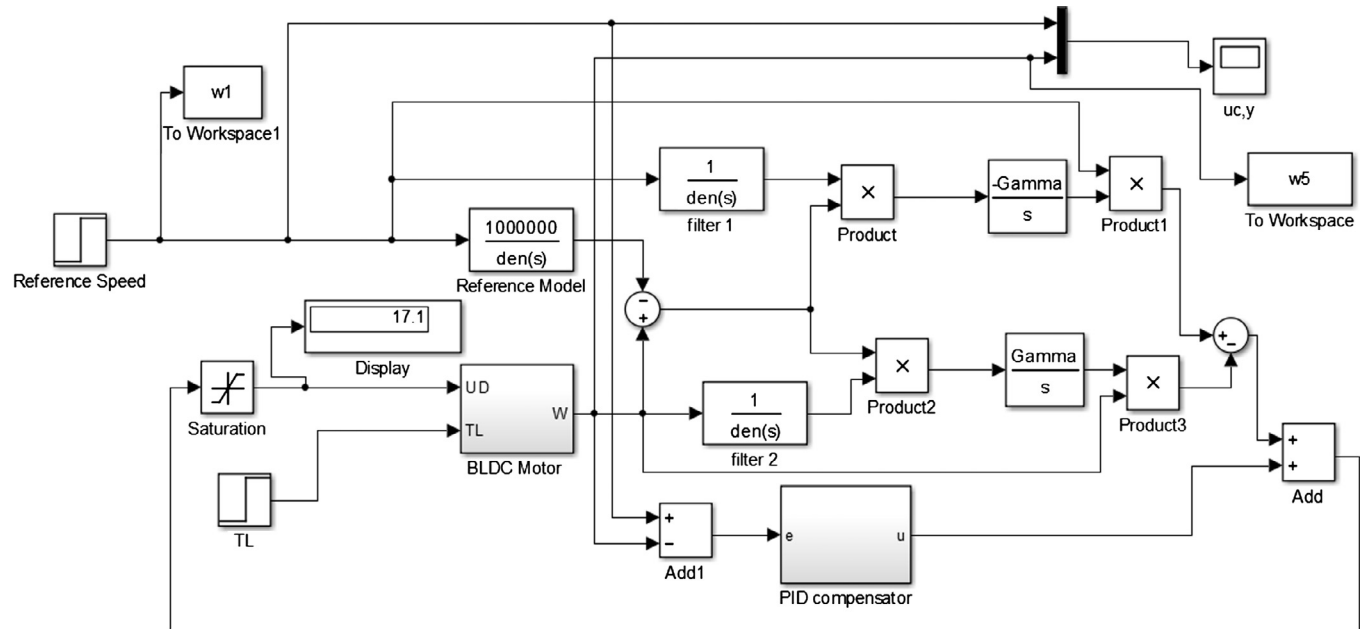 w1
To Workspace1
uc,y
1
den(s)
filter 1
×
Product
-Gamma
s
×
Product1
w5
To Workspace
Reference Speed
1000000
den(s)
Reference Model
−
+
17.1
Display
Saturation
UD
TL
W
BLDC Motor
1
den(s)
filter 2
×
Product2
Gamma
s
×
Product3
+
−
TL
+
−
Add1
e
u
PID compensator
+
+
Add